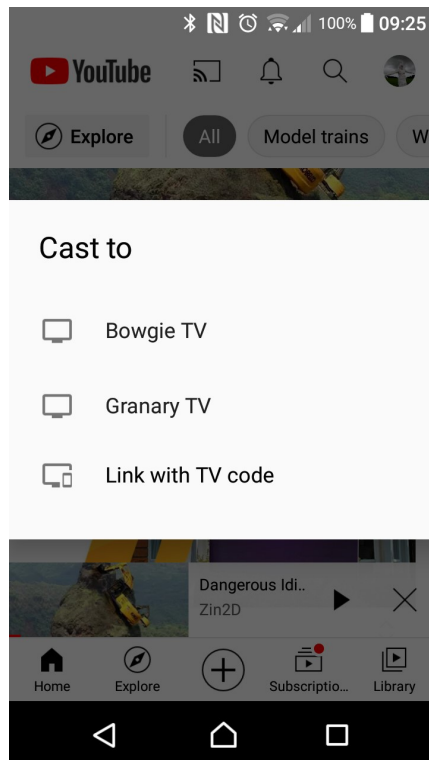 100% 09:25
YouTube
Explore All Model trains W
Cast to
Bowgie TV
Granary TV
Link with TV code
Dangerous Idi..
Zin2D
Home Explore Subscriptio... Library